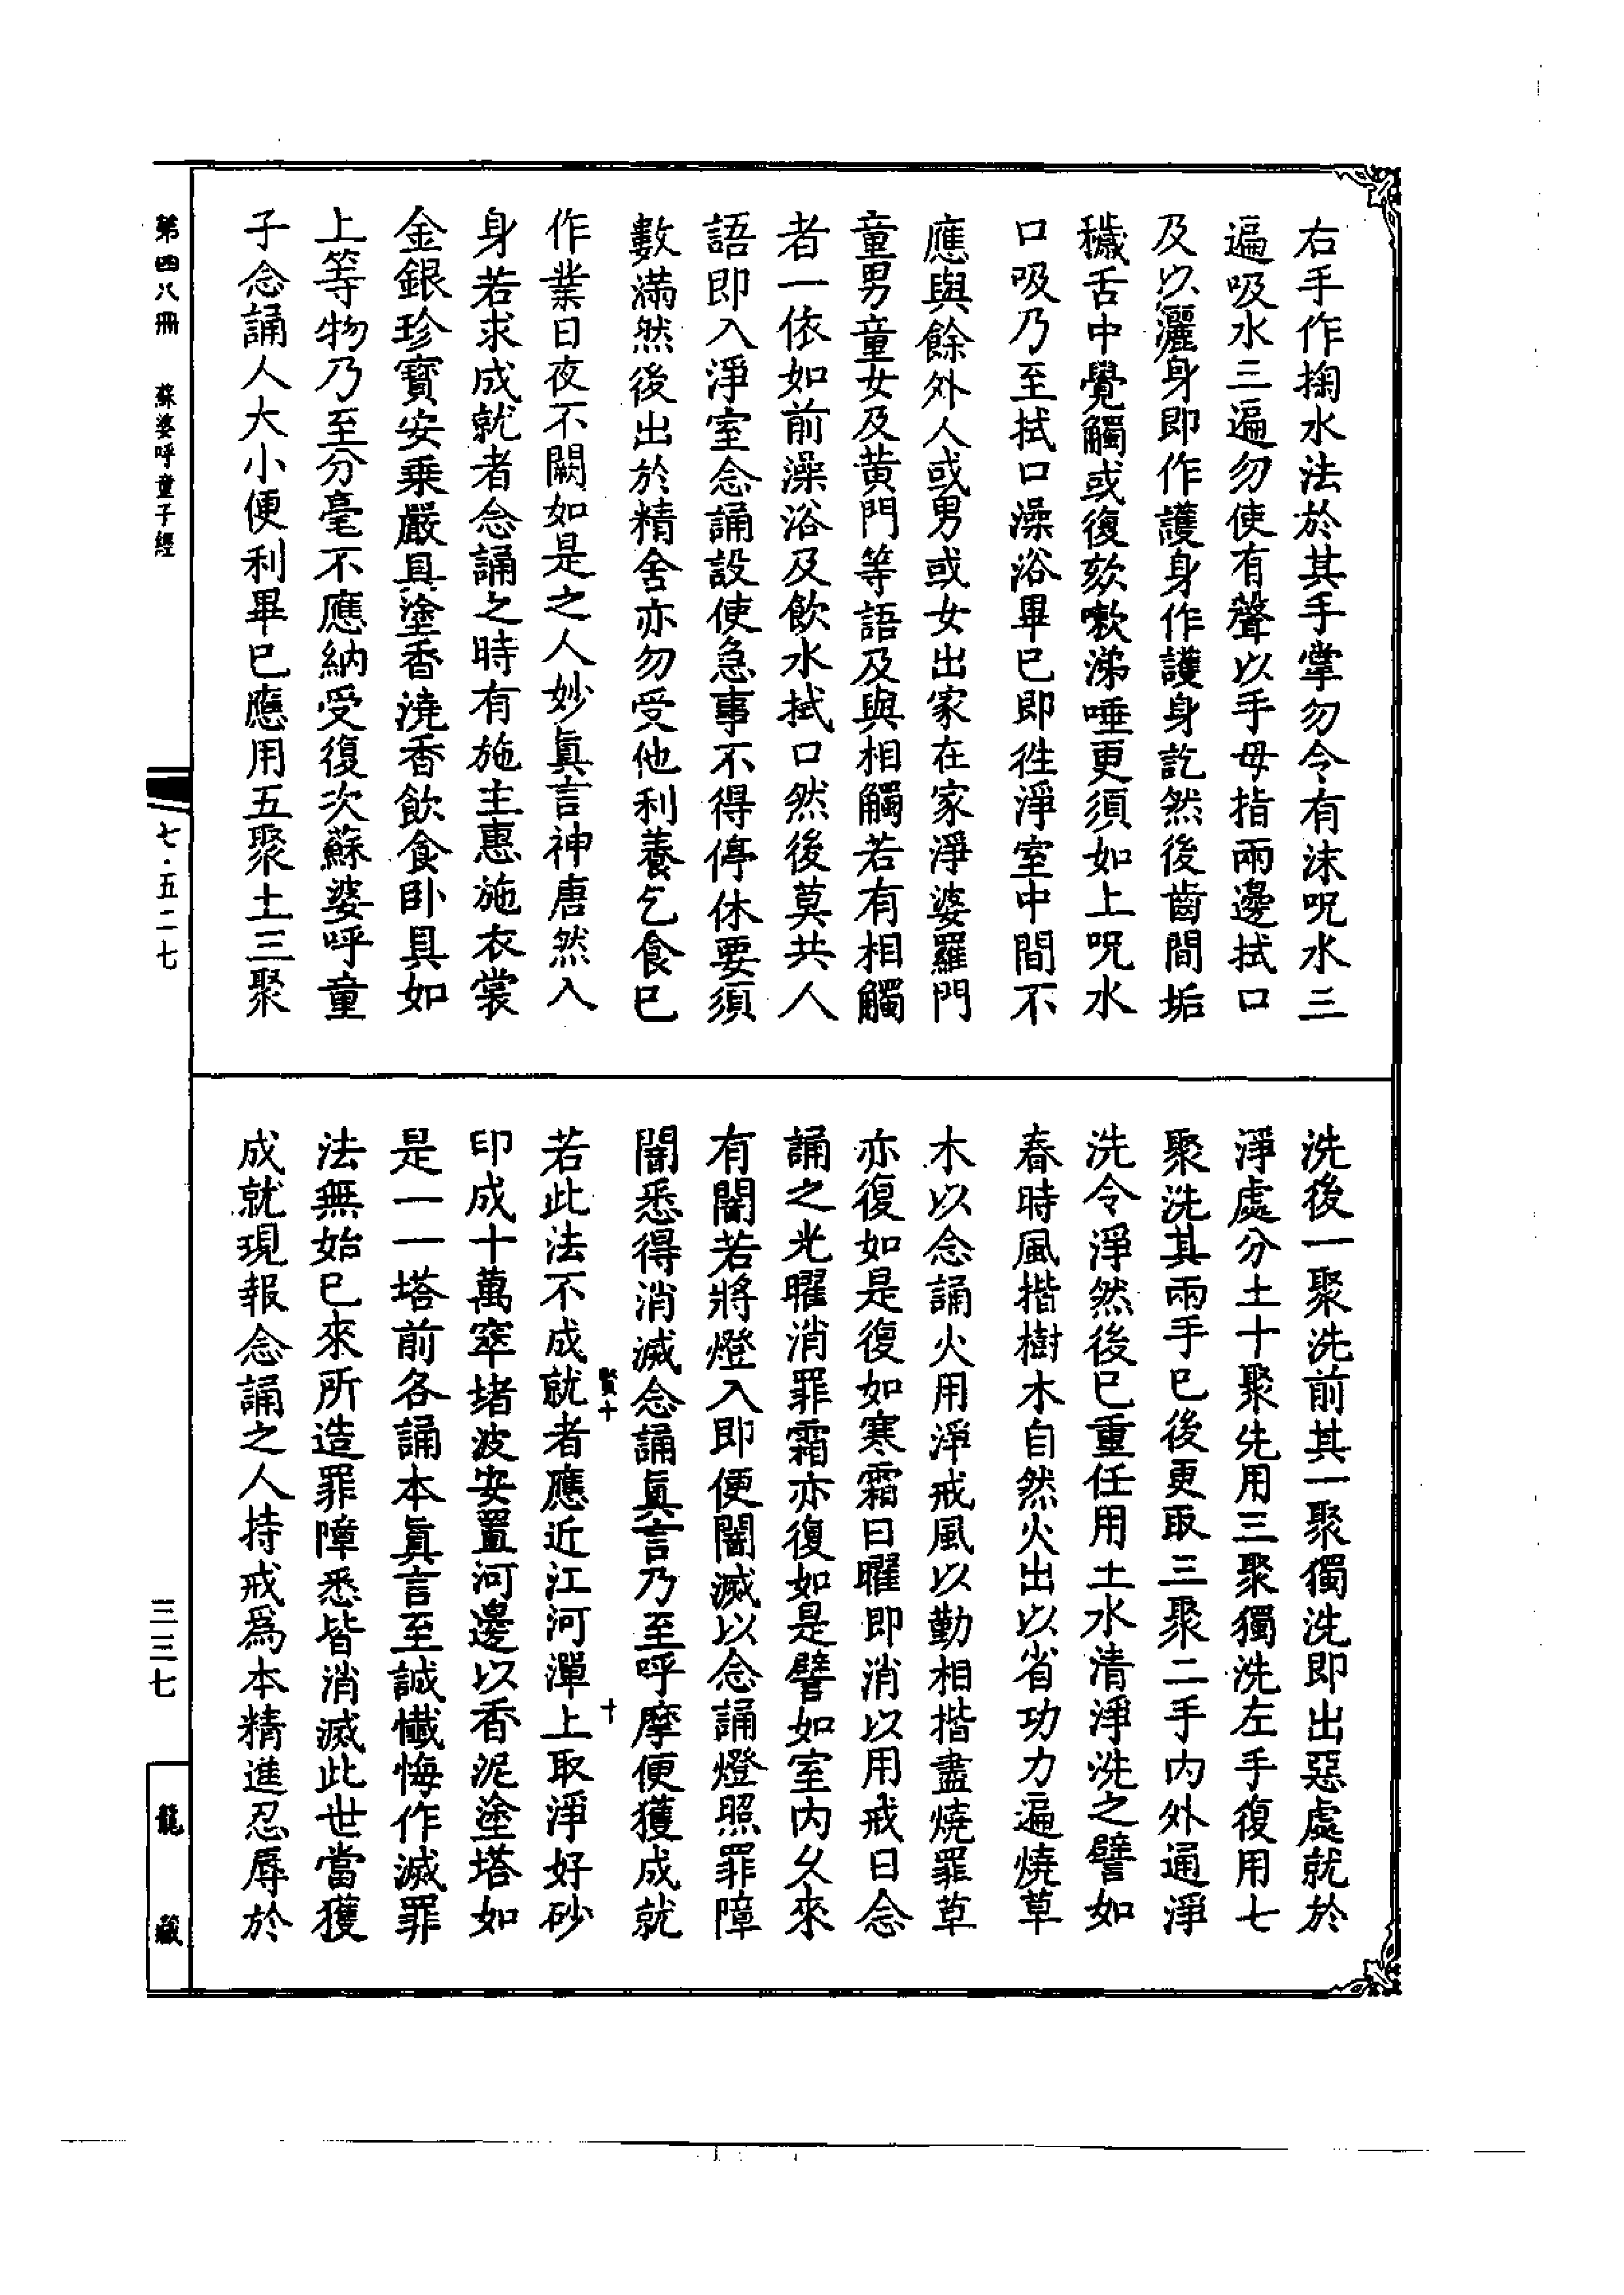 右手作掬水法於其手掌勿令有沫呪水三
遍吸水三遍勿使有聲以手母指兩邊拭口
及以灑身即作護身作護身訖然後齒間垢
穢舌中覺觸或復欬嗽涕唾更須如上呪水
口吸乃至拭口澡浴畢已即徃淨室中間不
應與餘外人或男或女出家在家淨婆羅門
童男童女及黄門等語及與相觸若有相觸
者一依如前澡浴及飲水拭口然後莫共人
語即入淨室念誦設使急事不得停休要須
數滿然後出於精舍亦勿受他利養乞食已
作業日夜不闕如是之人妙眞言神唐然入
身若求成就者念誦之時有施主惠施衣裳
金銀珍寳安乗嚴具塗香澆香飲食卧具如
上等物乃至分毫不應納受復次蘇婆呼童
子念誦人大小便利畢已應用五聚土三聚
洗後一聚洗前其一聚獨洗即出惡處就於
淨處分土十聚先用三聚獨洗左手復用七
聚洗其兩手已後更取三聚二手内外通淨
洗令淨然後已重任用土水清淨洗之譬如
春時風揩樹木自然火出以省功力遍燒草
木以念誦火用淨戒風以勤相揩盡燒罪草
亦復如是復如寒霜日曜即消以用戒日念
誦之光曜消罪霜亦復如是譬如室内久來
有闇若將燈入即便闇滅以念誦燈照罪障
闇悉得消滅念誦眞言乃至呼摩便獲成就
賢十 十
若此法不成就者應近江河潬上取淨好砂
印成十萬窣堵波安置河邊以香泥塗塔如
是一一塔前各誦本眞言至誠懺悔作滅罪
法無始已來所造罪障悉皆消滅此世當獲
成就現報念誦之人持戒爲本精進忍辱於
第四八冊 蘇婆呼童子經
七·五二七
三三七
龍藏